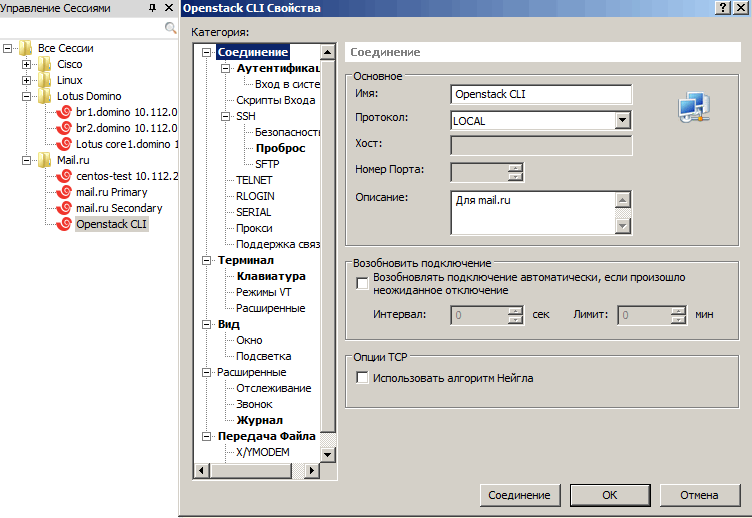 Управление Сессиями
Все Сессии
Cisco
Linux
Lotus Domino
br1.domino 10.112.0
br2.domino 10.112.0
Lotus core1.domino 1
Mail.ru
centos-test 10.112.2
mail.ru Primary
mail.ru Secondary
Openstack CLI
Openstack CLI Свойства
Категория:
Соединение
Аутентификац
Вход в систе
Скрипты Входа
SSH
Безопасност
Проброс
SFTP
TELNET
RLOGIN
SERIAL
Прокси
Поддержка связ
Терминал
Клавиатура
Режимы VT
Расширенные
Вид
Окно
Подсветка
Расширенные
Отслеживание
Звонок
Журнал
Передача Файла
X/YMODEM
Соединение
Основное
Имя: Openstack CLI
Протокол: LOCAL
Хост:
Номер Порта:
Описание: Для mail.ru
Возобновить подключение
Возобновлять подключение автоматически, если произошло
неожиданное отключение
Интервал: 0 сек Лимит: 0 мин
Опции TCP
Использовать алгоритм Нейгла
Соединение OK Отмена